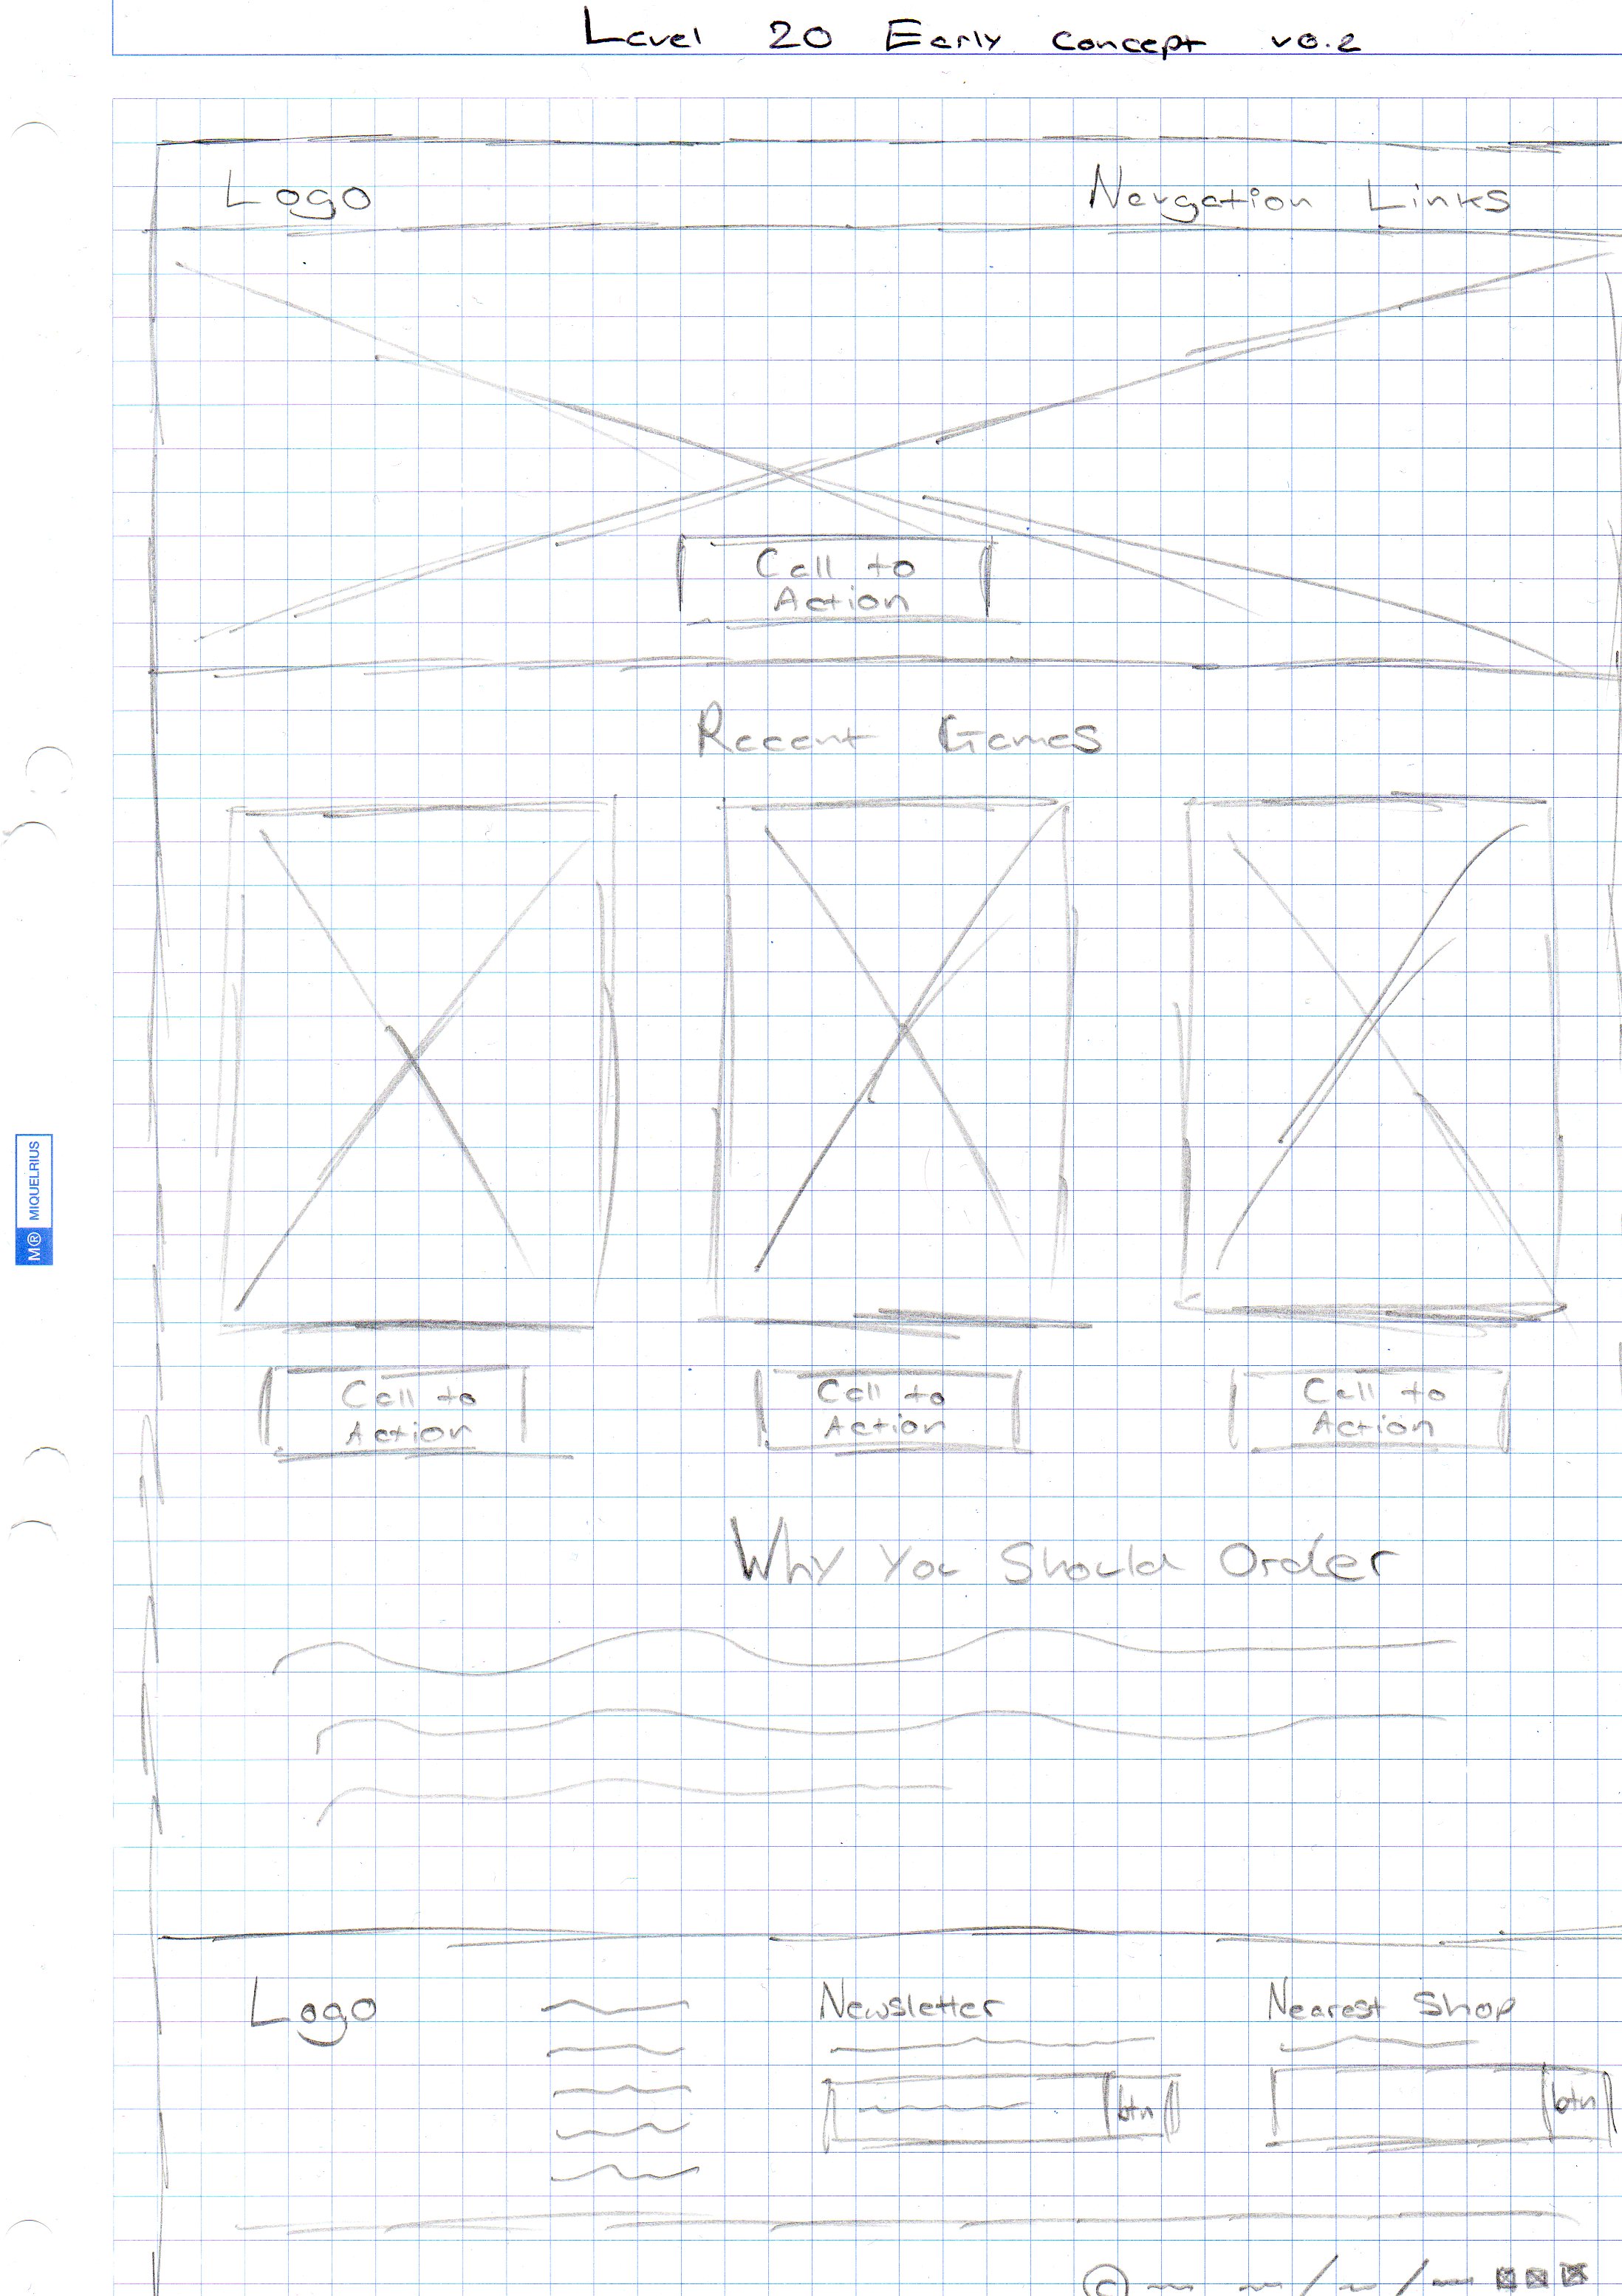 Level 20 Early Concept v0.2
Logo Navgation Links
Call to
Action
Recent Games
Call to
Action
Call to
Action
Call to
Action
Why You Should Order
Logo
Newsletter
Nearest Shop
btn
btn
©
M® MIQUELRIUS